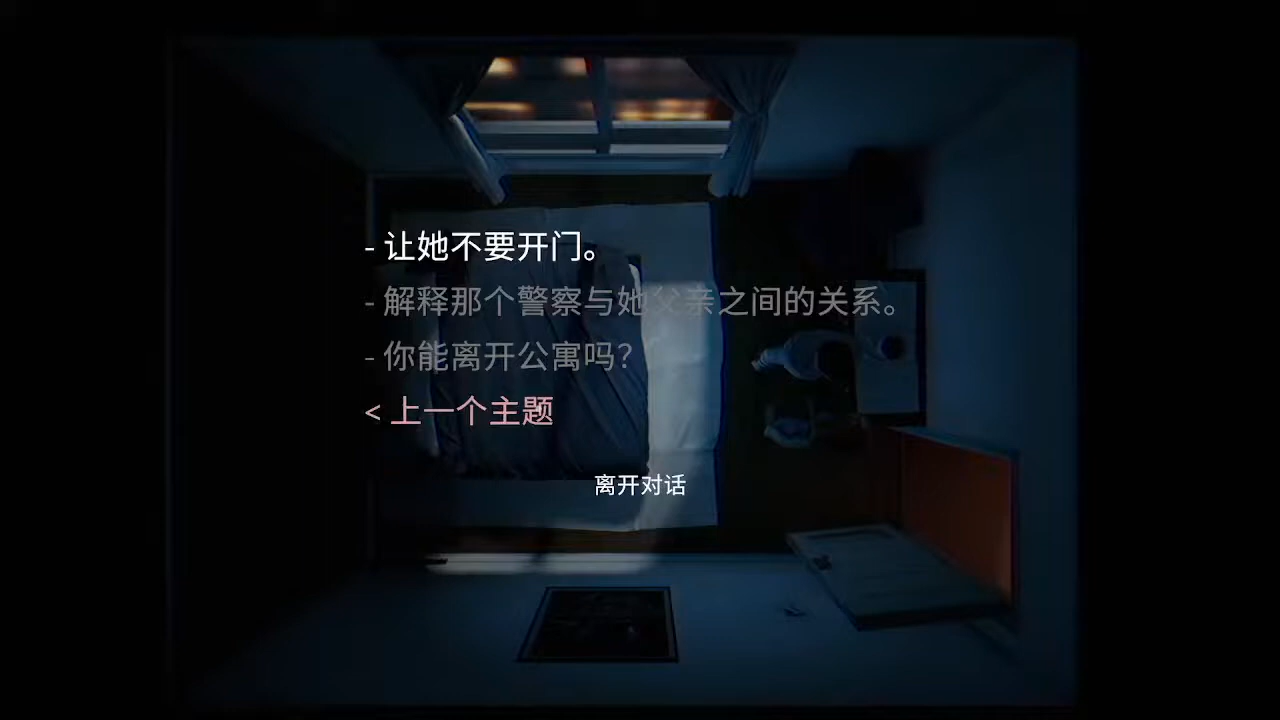 - 让她不要开门。
- 解释那个警察与她父亲之间的关系。
- 你能离开公寓吗？
< 上一个主题
离开对话